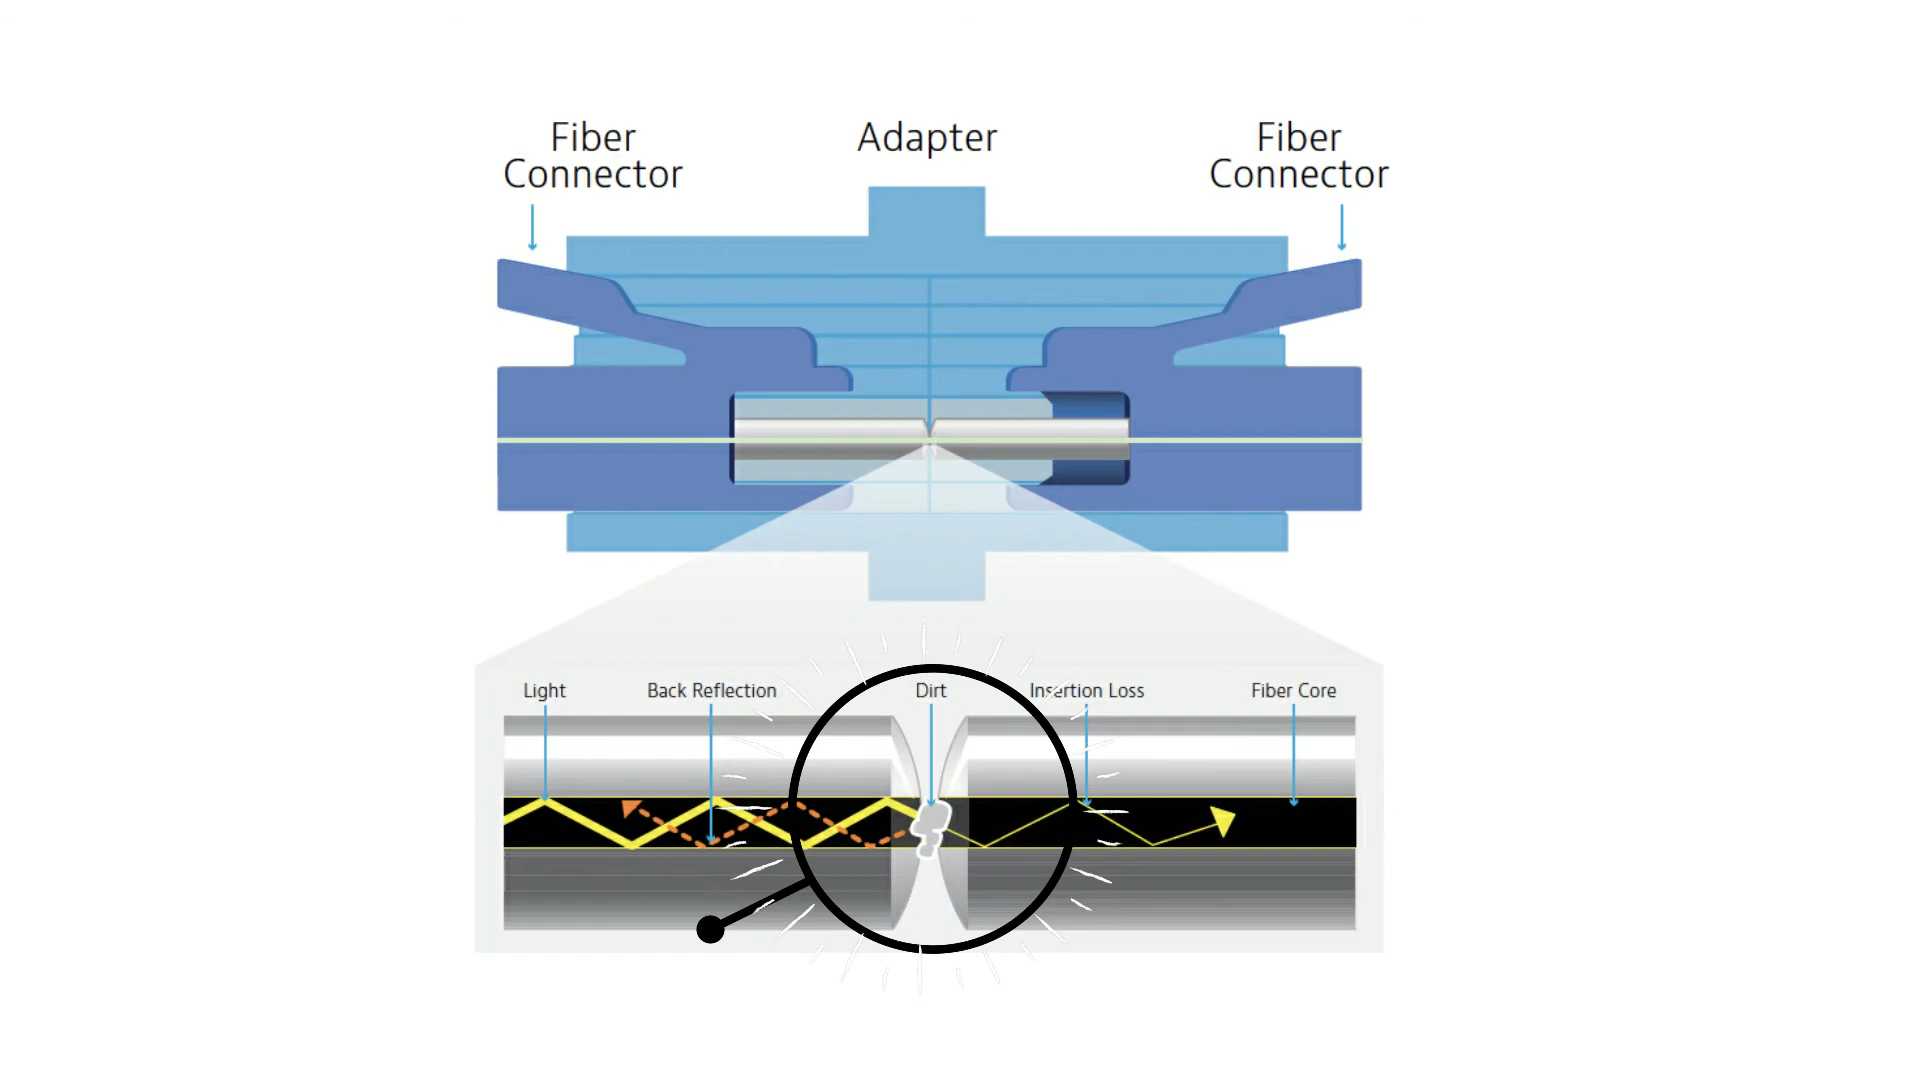 Fiber
Connector
Adapter
Fiber
Connector
Light
Back Reflection
Dirt
Insertion Loss
Fiber Core